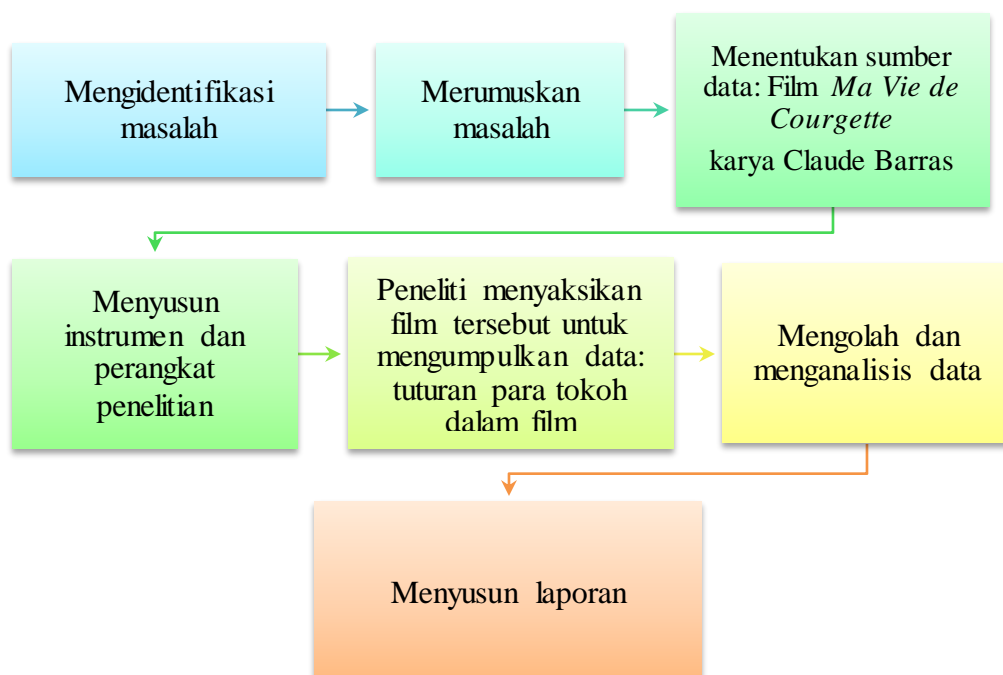 Mengidentifikasi
masalah
Merumuskan
masalah
Menentukan sumber
data: Film Ma Vie de
Courgette
karya Claude Barras
Menyusun
instrumen dan
perangkat
penelitian
Peneliti menyaksikan
film tersebut untuk
mengumpulkan data:
tuturan para tokoh
dalam film
Mengolah dan
menganalisis data
Menyusun laporan